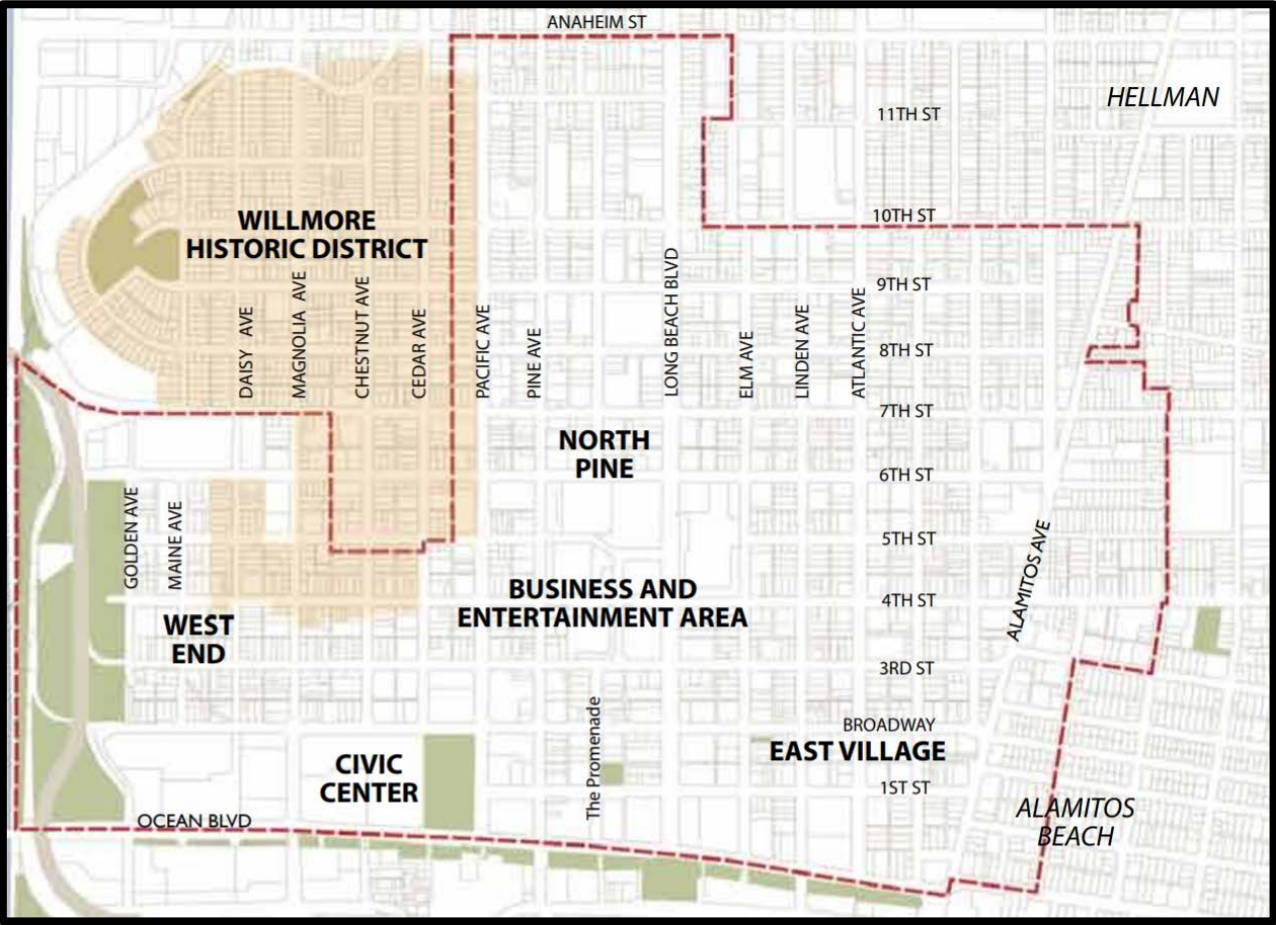 ANAHEIM ST
HELLMAN
11TH ST
10TH ST
WILLMORE
HISTORIC DISTRICT
9TH ST
DAISY AVE
MAGNOLIA AVE
CHESTNUT AVE
CEDAR AVE
PACIFIC AVE
PINE AVE
LONG BEACH BLVD
ELM AVE
LINDEN AVE
ATLANTIC AVE
8TH ST
7TH ST
NORTH
PINE
6TH ST
GOLDEN AVE
MAINE AVE
5TH ST
ALAMITOS AVE
BUSINESS AND
ENTERTAINMENT AREA
4TH ST
WEST
END
3RD ST
The Promenade
BROADWAY
EAST VILLAGE
CIVIC
CENTER
1ST ST
ALAMITOS
BEACH
OCEAN BLVD